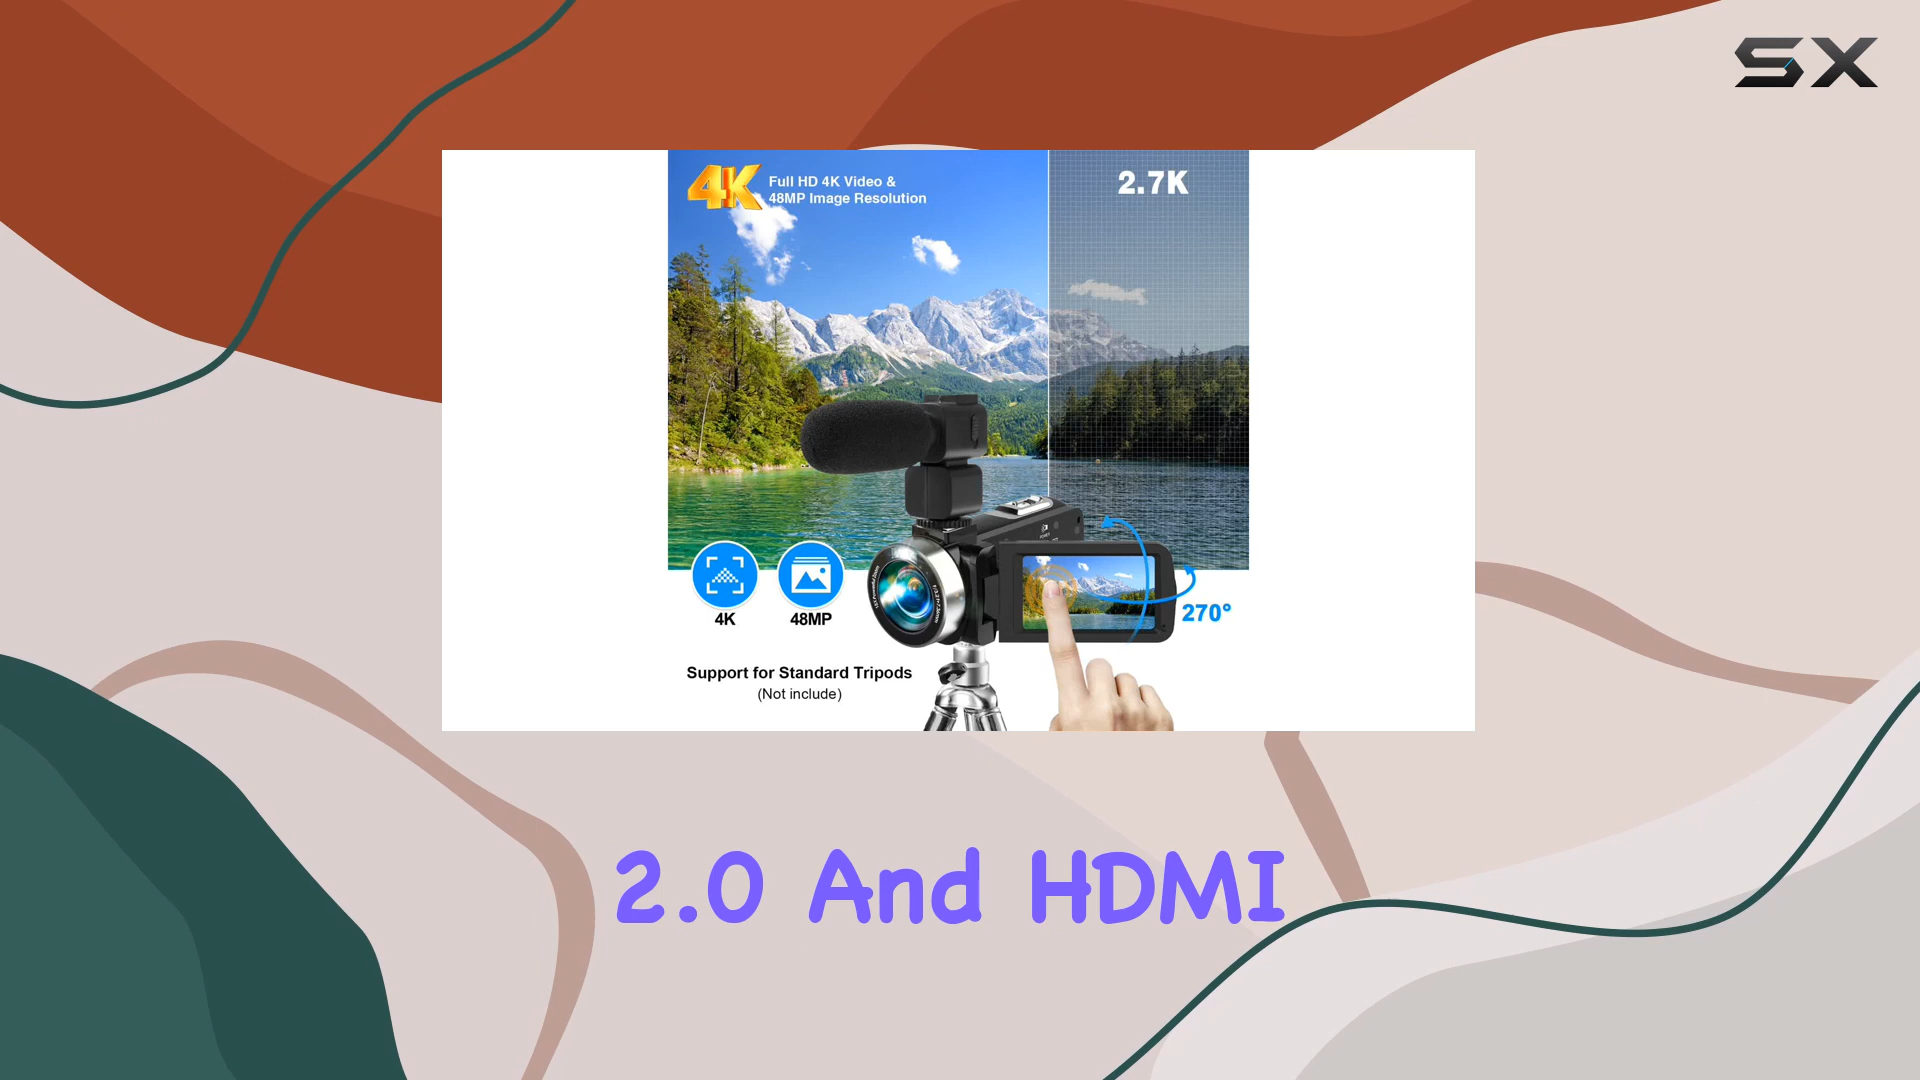 SX
4K
Full HD 4K Video &
48MP Image Resolution
2.7K
4K
48MP
270°
Support for Standard Tripods
(Not include)
2.0 And HDMI